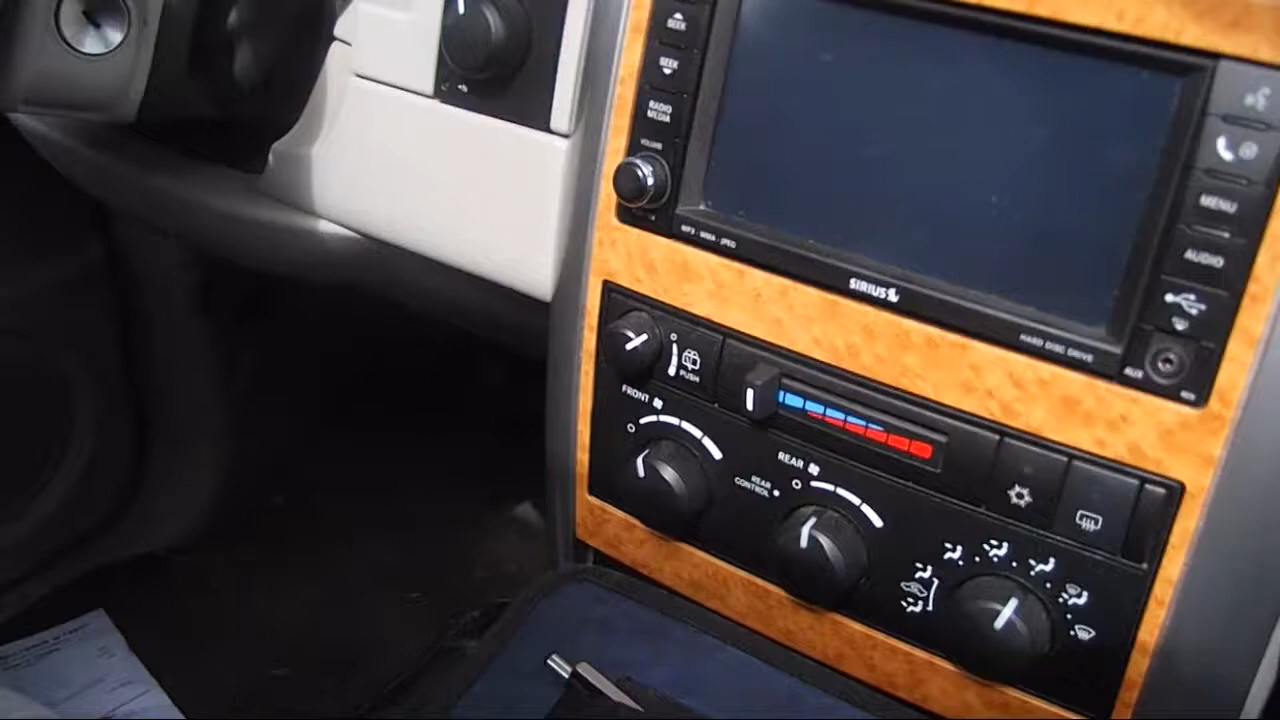 SEEK
SEEK
RADIO
MEDIA
VOLUME
MP3 · WMA · JPEG
SIRIUS
HARD DISC DRIVE
MENU
AUDIO
AUX
PUSH
FRONT
REAR
REAR
CONTROL